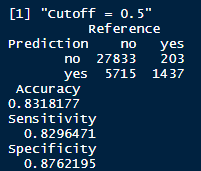 [1] "Cutoff = 0.5"
Reference
Prediction no yes
no 27833 203
yes 5715 1437
Accuracy
0.8318177
Sensitivity
0.8296471
Specificity
0.8762195